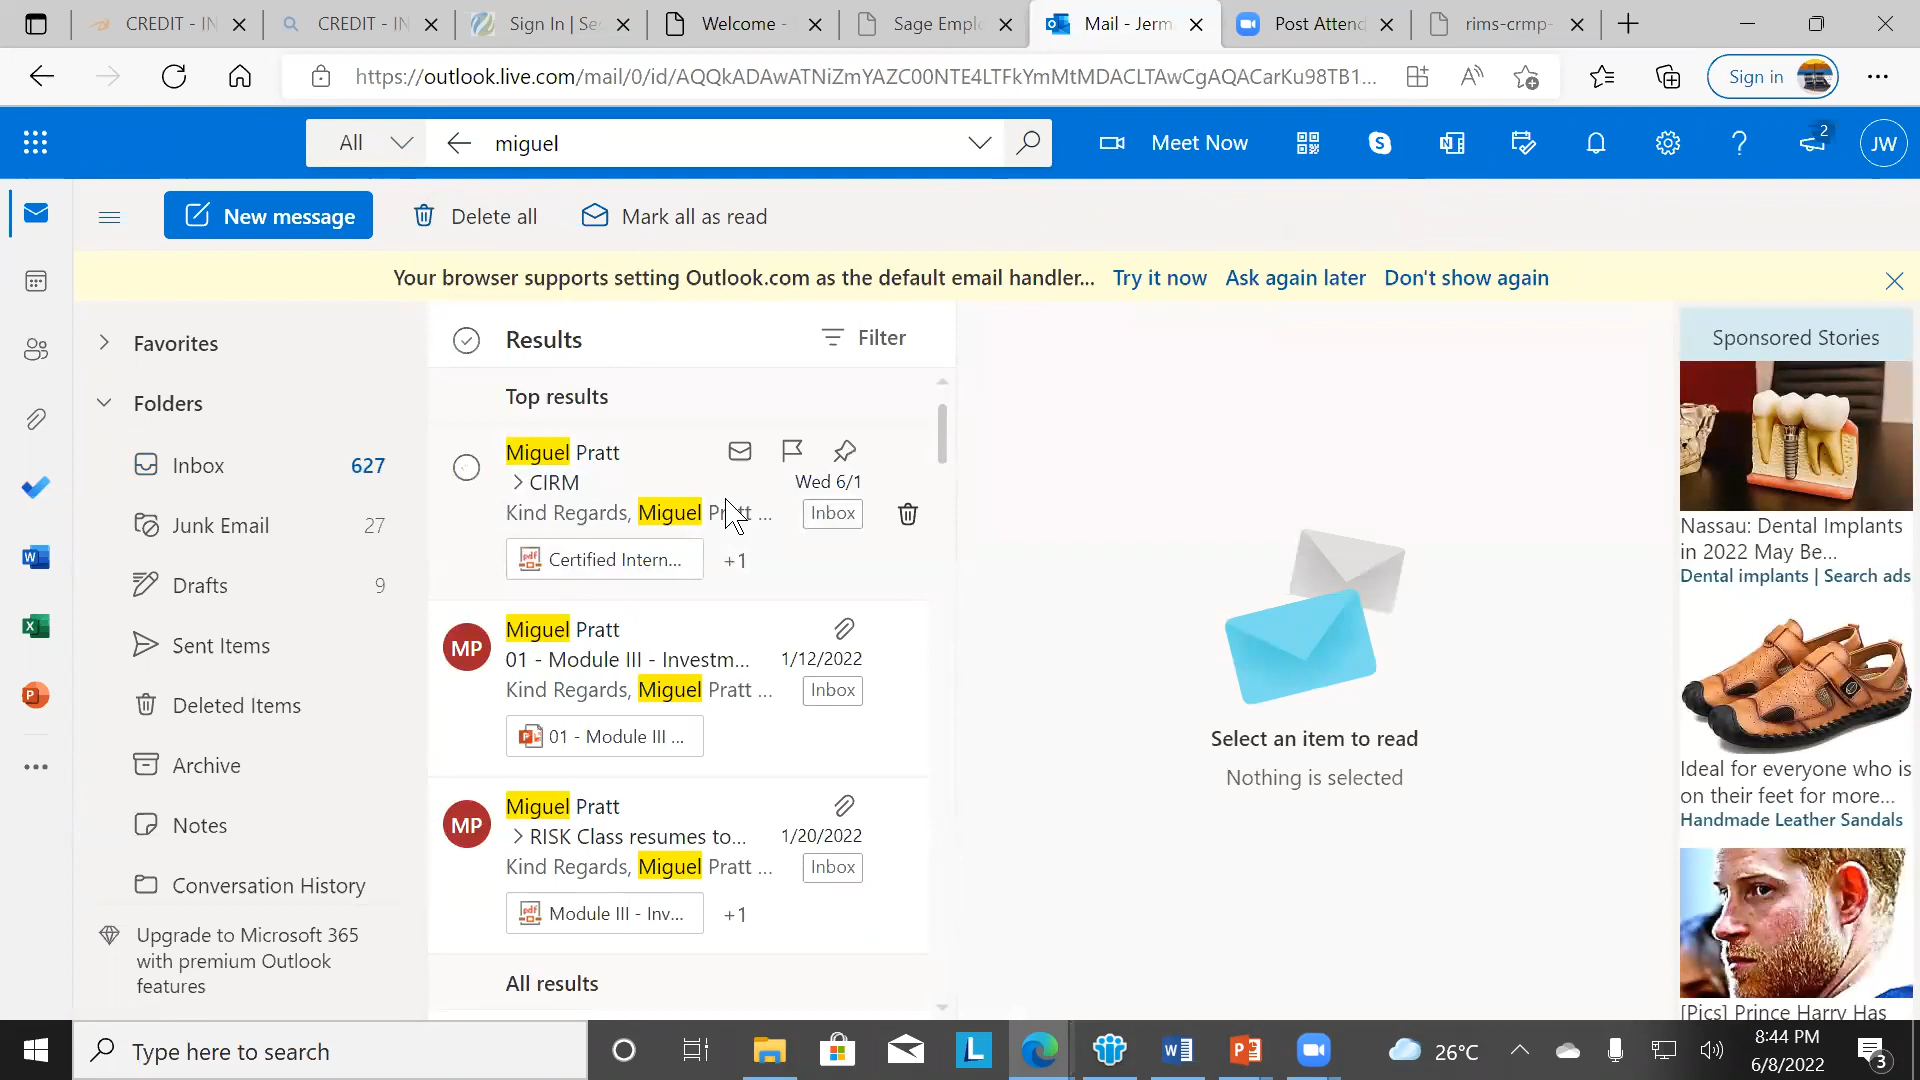 CREDIT - IN
CREDIT - IN
Sign In | Sec
Welcome -
Sage Emplo
Mail - Jerma
Post Attend
rims-crmp-
https://outlook.live.com/mail/0/id/AQQkADAwATNiZmYAZC00NTE4LTFkYmMtMDACLTAwCgAQACarKu98TB1...
Sign in
All
miguel
Meet Now
2
JW
New message
Delete all
Mark all as read
Your browser supports setting Outlook.com as the default email handler...
Try it now
Ask again later
Don't show again
Favorites
Folders
Inbox 627
Junk Email 27
Drafts 9
Sent Items
Deleted Items
Archive
Notes
Conversation History
Upgrade to Microsoft 365
with premium Outlook
features
Results
Filter
Top results
Miguel Pratt
> CIRM Wed 6/1
Kind Regards, Miguel Pratt ... Inbox
pdf Certified Intern... +1
MP
Miguel Pratt
01 - Module III - Investm... 1/12/2022
Kind Regards, Miguel Pratt ... Inbox
01 - Module III ...
MP
Miguel Pratt
> RISK Class resumes to... 1/20/2022
Kind Regards, Miguel Pratt ... Inbox
pdf Module III - Inv... +1
All results
Select an item to read
Nothing is selected
Sponsored Stories
Nassau: Dental Implants
in 2022 May Be...
Dental implants | Search ads
Ideal for everyone who is
on their feet for more...
Handmade Leather Sandals
[Pics] Prince Harry Has
Type here to search
L
26°C
8:44 PM
6/8/2022
3